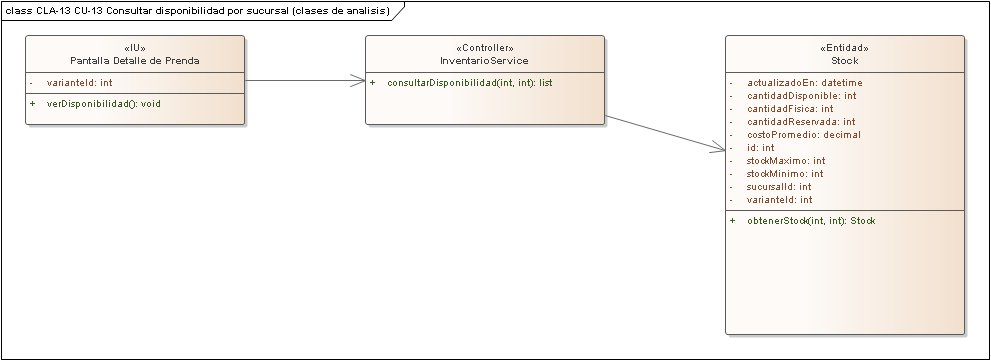 class CLA-13 CU-13 Consultar disponibilidad por sucursal (clases de analisis)
«IU»
Pantalla Detalle de Prenda
- varianteId: int
+ verDisponibilidad(): void
«Controller»
InventarioService
+ consultarDisponibilidad(int, int): list
«Entidad»
Stock
- actualizadoEn: datetime
- cantidadDisponible: int
- cantidadFisica: int
- cantidadReservada: int
- costoPromedio: decimal
- id: int
- stockMaximo: int
- stockMinimo: int
- sucursalId: int
- varianteId: int
+ obtenerStock(int, int): Stock